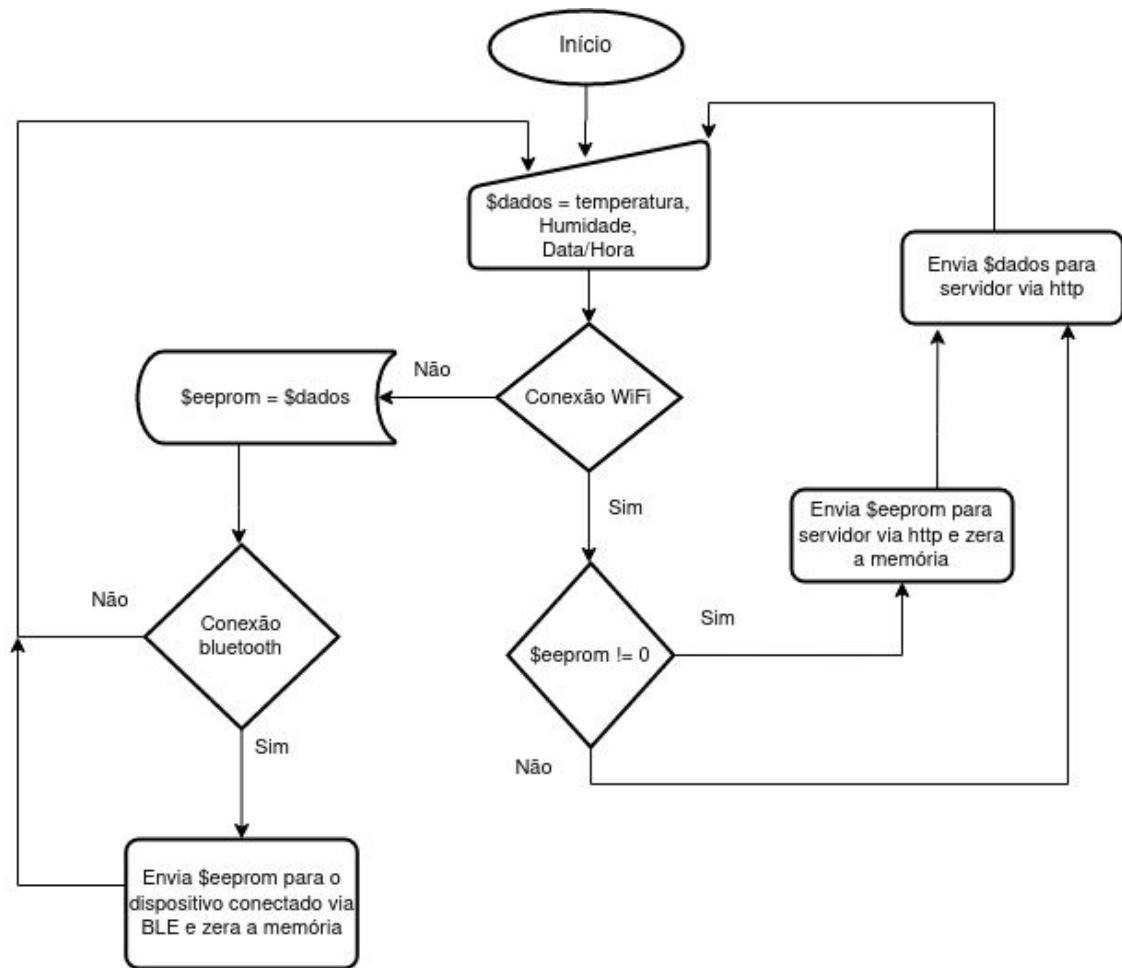 Início
$dados = temperatura,
Humidade,
Data/Hora
Envia $dados para
servidor via http
Não
$eeprom = $dados
Conexão WiFi
Sim
Envia $eeprom para
servidor via http e zera
a memória
Não
Conexão
bluetooth
Sim
$eeprom != 0
Sim
Não
Envia $eeprom para o
dispositivo conectado via
BLE e zera a memória